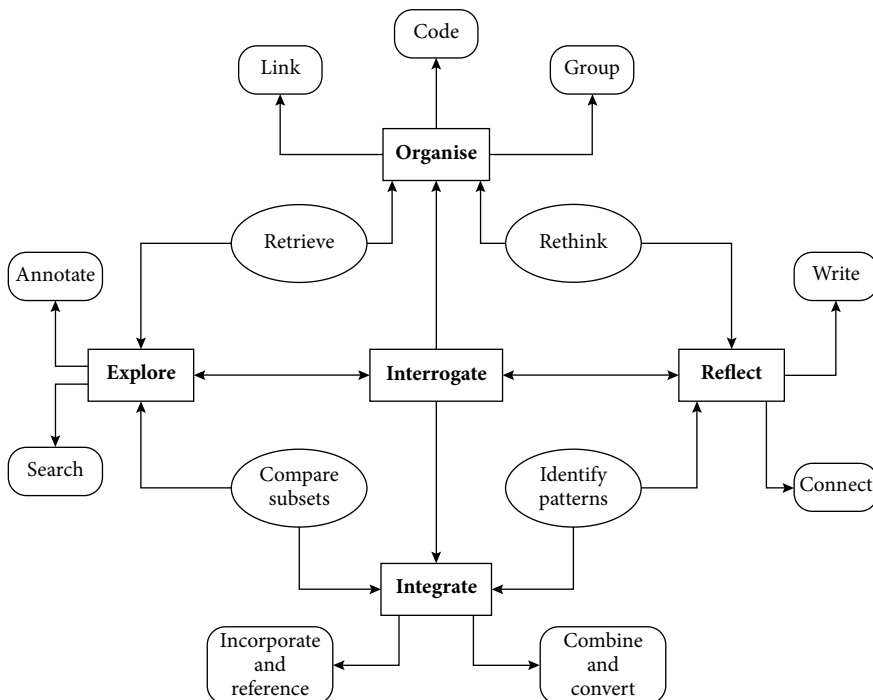 Code
Link
Group
Organise
Retrieve
Rethink
Annotate
Write
Explore
Interrogate
Reflect
Search
Compare
subsets
Identify
patterns
Connect
Integrate
Incorporate
and
reference
Combine
and
convert